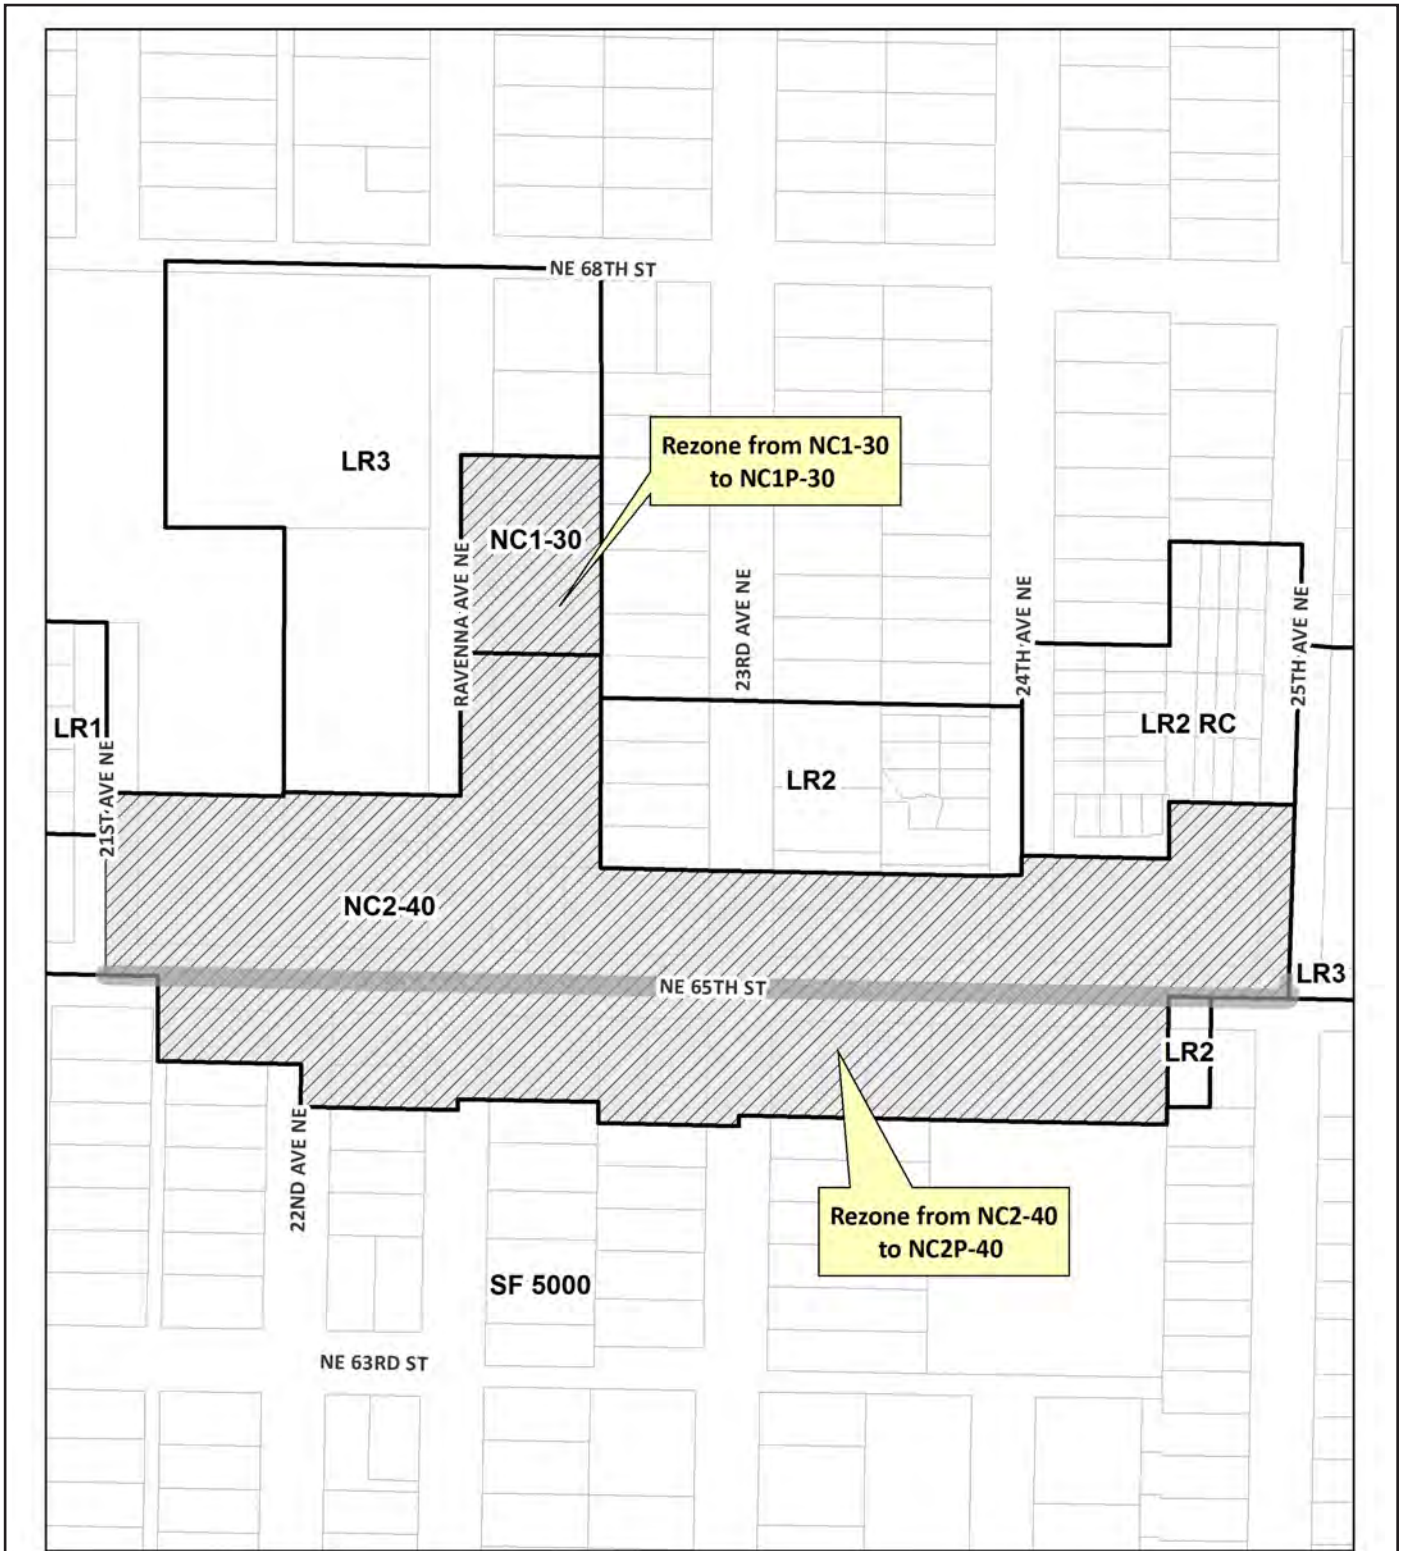 NE 68TH ST
Rezone from NC1-30
to NC1P-30
LR3
NC1-30
RAVENNA AVE NE
23RD AVE NE
24TH AVE NE
25TH AVE NE
LR1
LR2 RC
21ST AVE NE
LR2
NC2-40
LR3
NE 65TH ST
LR2
22ND AVE NE
Rezone from NC2-40
to NC2P-40
SF 5000
NE 63RD ST